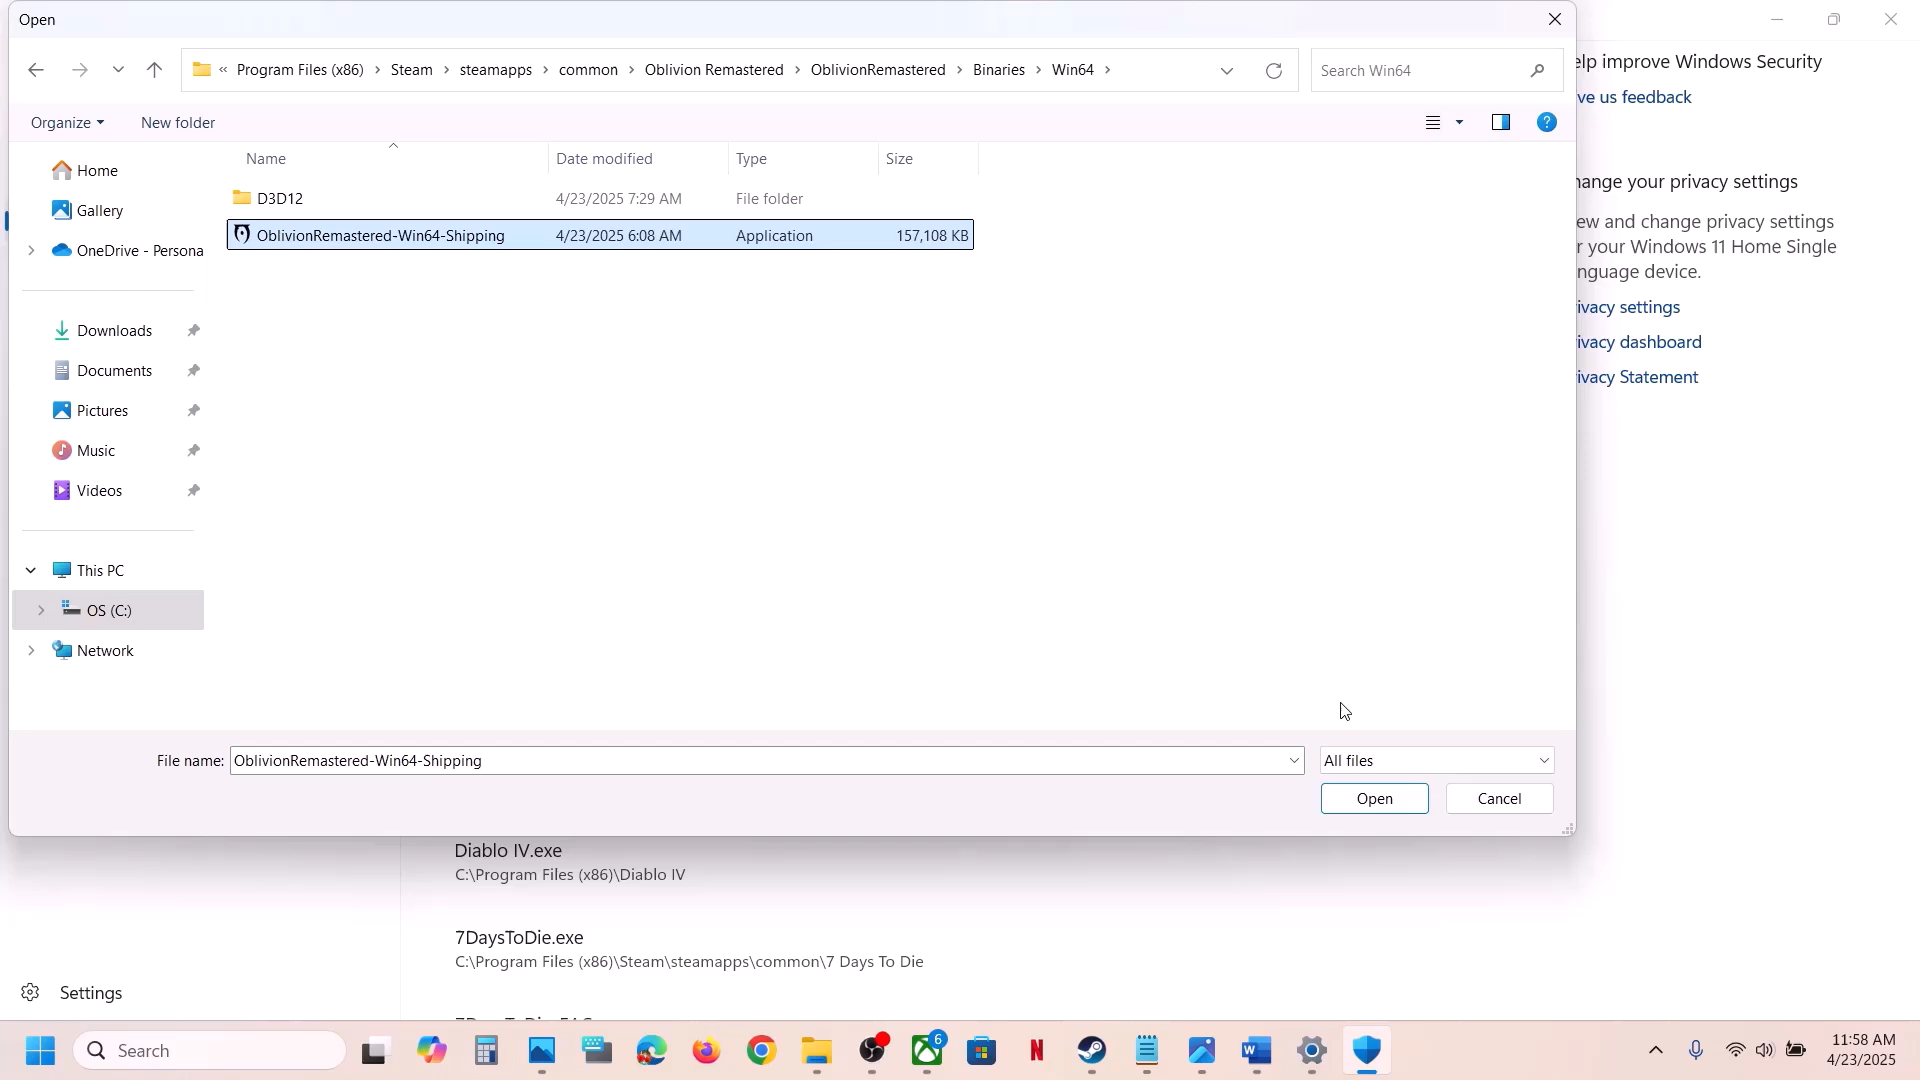 Open
« Program Files (x86) › Steam › steamapps › common › Oblivion Remastered › OblivionRemastered › Binaries › Win64 ›
Search Win64
Organize
New folder
Name
Date modified
Type
Size
Home
Gallery
OneDrive - Persona
Downloads
Documents
Pictures
Music
Videos
This PC
OS (C:)
Network
D3D12
4/23/2025 7:29 AM
File folder
OblivionRemastered-Win64-Shipping
4/23/2025 6:08 AM
Application
157,108 KB
File name:
OblivionRemastered-Win64-Shipping
All files
Open
Cancel
elp improve Windows Security
ve us feedback
ange your privacy settings
ew and change privacy settings
r your Windows 11 Home Single
nguage device.
ivacy settings
ivacy dashboard
ivacy Statement
Diablo IV.exe
C:\Program Files (x86)\Diablo IV
7DaysToDie.exe
C:\Program Files (x86)\Steam\steamapps\common\7 Days To Die
Settings
Search
6
11:58 AM
4/23/2025